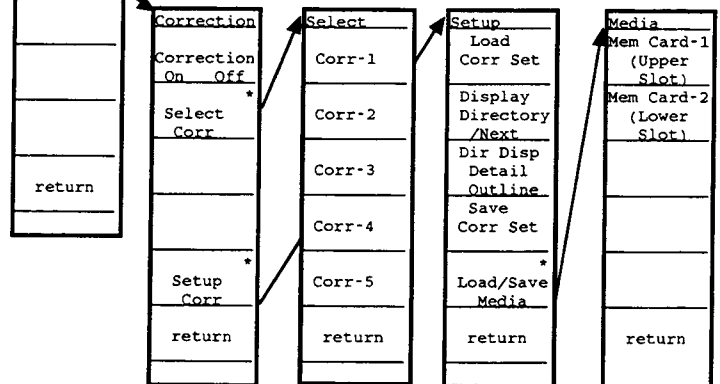 return
Correction
Correction
On Off
*
Select
Corr
*
Setup
Corr
return
Select
Corr-1
Corr-2
Corr-3
Corr-4
Corr-5
return
Setup
Load
Corr Set
Display
Directory
/Next
Dir Disp
Detail
Outline
Save
Corr Set
*
Load/Save
Media
return
Media
Mem Card-1
(Upper
Slot)
Mem Card-2
(Lower
Slot)
return